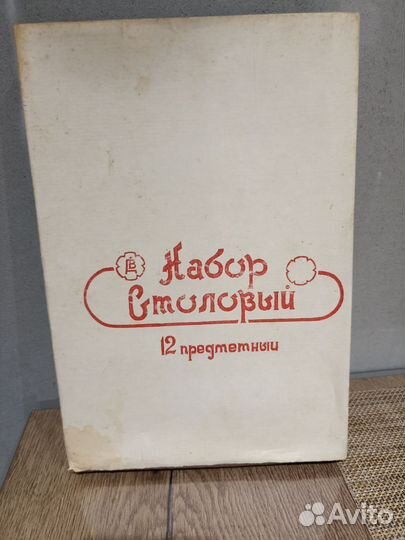 Набор
Столовый
12 предметный
Avito